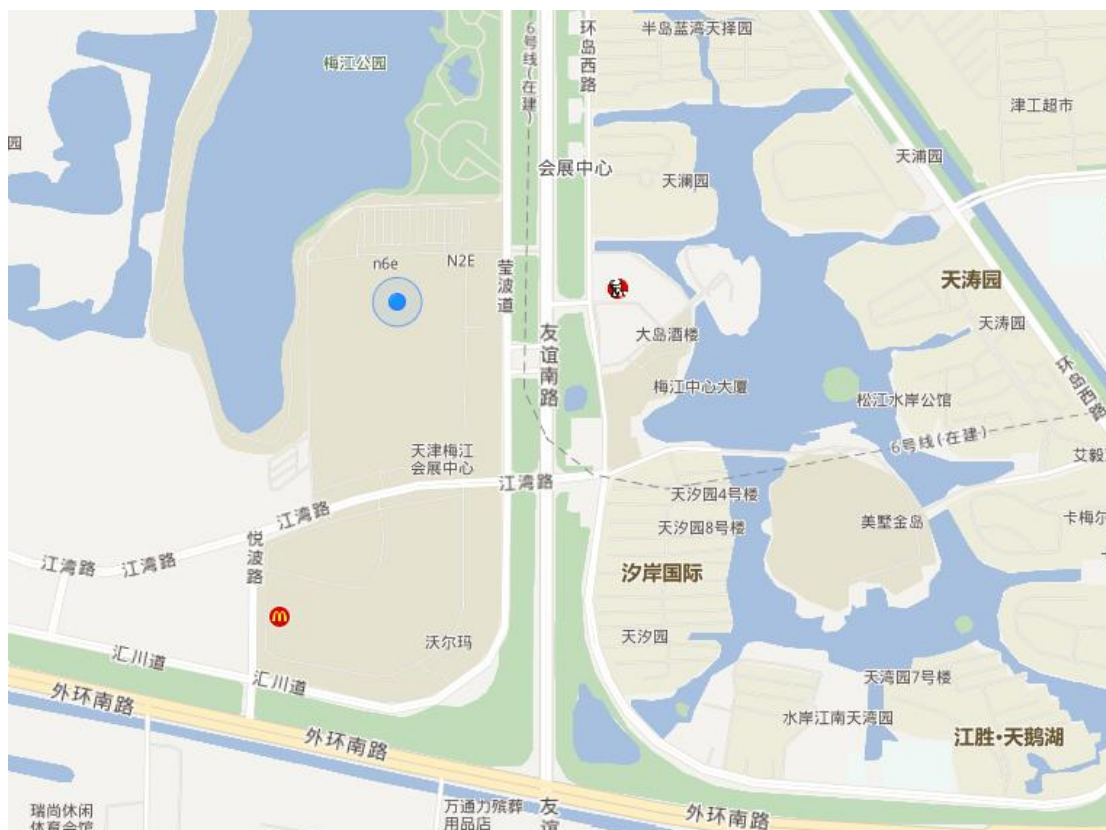 半岛蓝湾天择园
6号线(在建)
环岛西路
梅江公园
津工超市
园
会展中心
天浦园
天澜园
n6e
N2E
莹波道
天涛园
天涛园
大岛酒楼
友谊南路
梅江中心大厦
松江水岸公馆
环岛西路
6号线(在建)
天津梅江
会展中心
艾毅
江湾路
天汐园4号楼
江湾路
天汐园8号楼
美墅金岛
卡梅尔
悦波路
江湾路
江湾路
汐岸国际
天汐园
沃尔玛
汇川道
汇川道
天湾园7号楼
外环南路
水岸江南天湾园
江胜·天鹅湖
外环南路
瑞尚休闲
体育会馆
万通力殡葬
用品店
友谊
外环南路